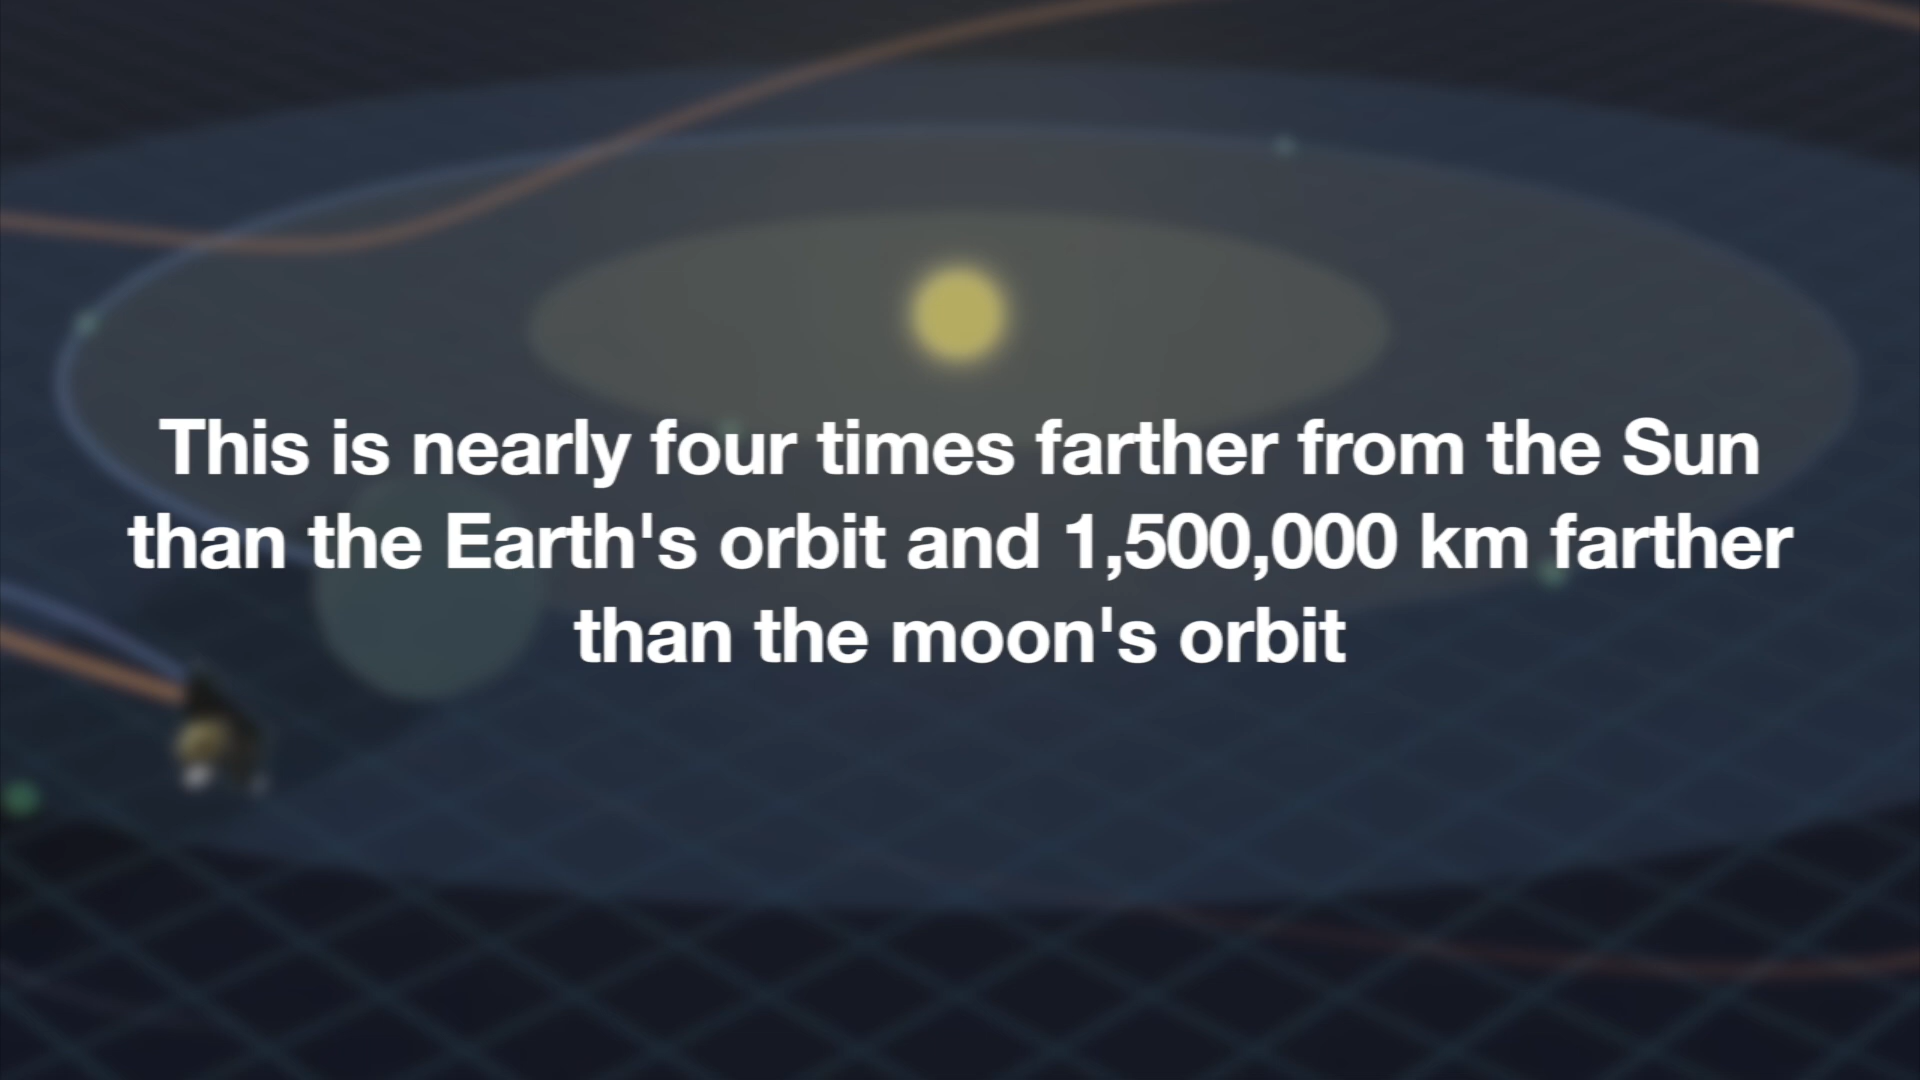 This is nearly four times farther from the Sun
than the Earth's orbit and 1,500,000 km farther
than the moon's orbit